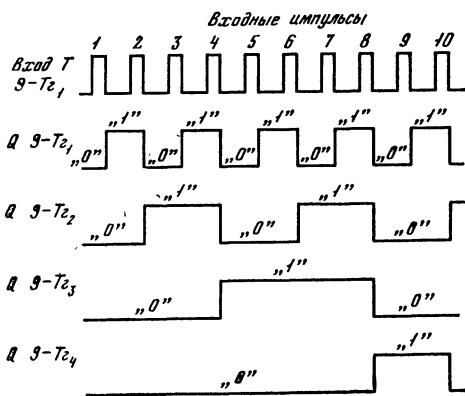 Входные импульсы
1 2 3 4 5 6 7 8 9 10
Вход Т
Э-Тг1
„1” „1” „1” „1” „1”
Q Э-Тг1
„0” „0” „0” „0” „0”
„1” „1”
Q Э-Тг2
„0” „0” „0”
„1”
Q Э-Тг3
„0” „0”
„1”
Q Э-Тг4
„0”